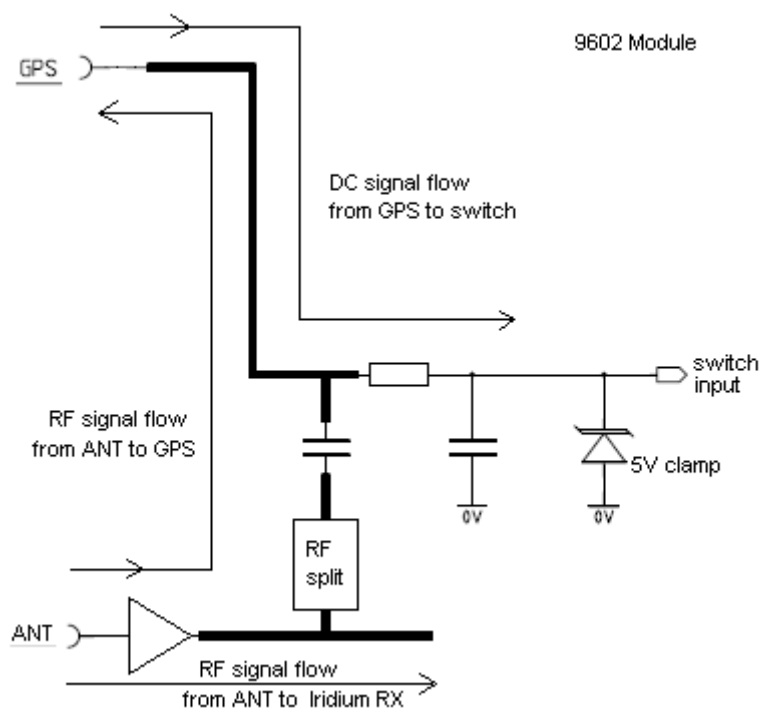 9602 Module
GPS
DC signal flow
from GPS to switch
switch
input
RF signal flow
from ANT to GPS
5V clamp
0V
0V
RF
split
ANT
RF signal flow
from ANT to Iridium RX